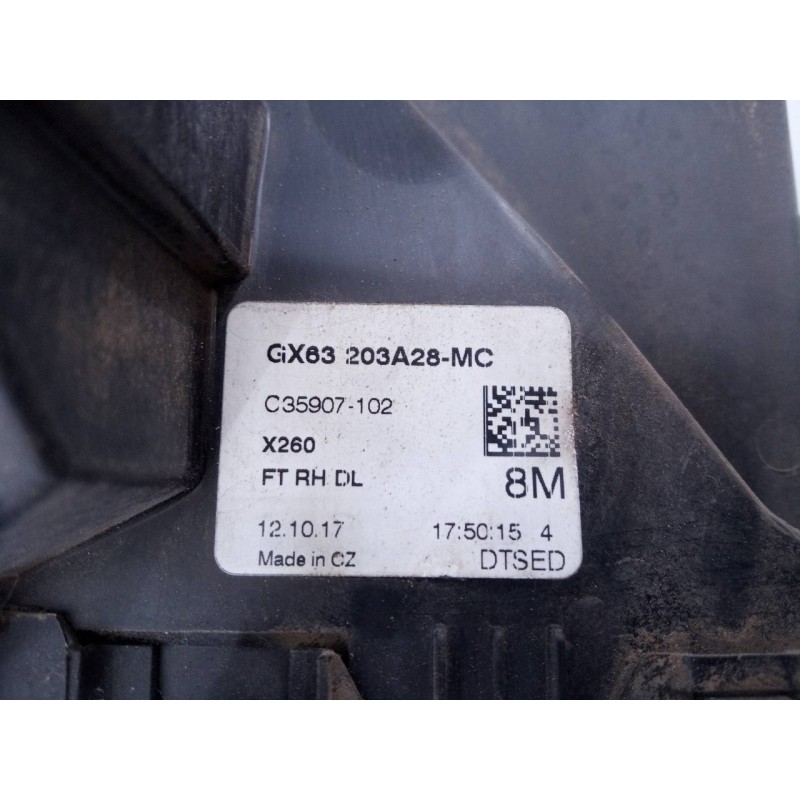 GX63 203A28-MC
C35907-102
X260
FT RH DL 8M
12.10.17 17:50:15 4
Made in CZ DTSED